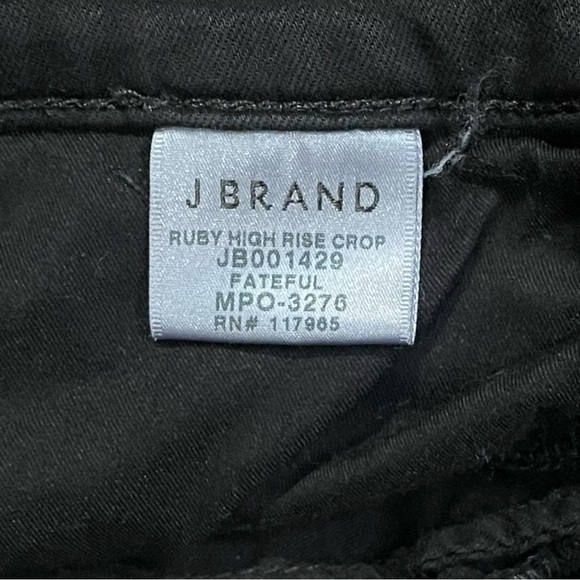 J BRAND
RUBY HIGH RISE CROP
JB001429
FATEFUL
MPO-3276
RN# 117965